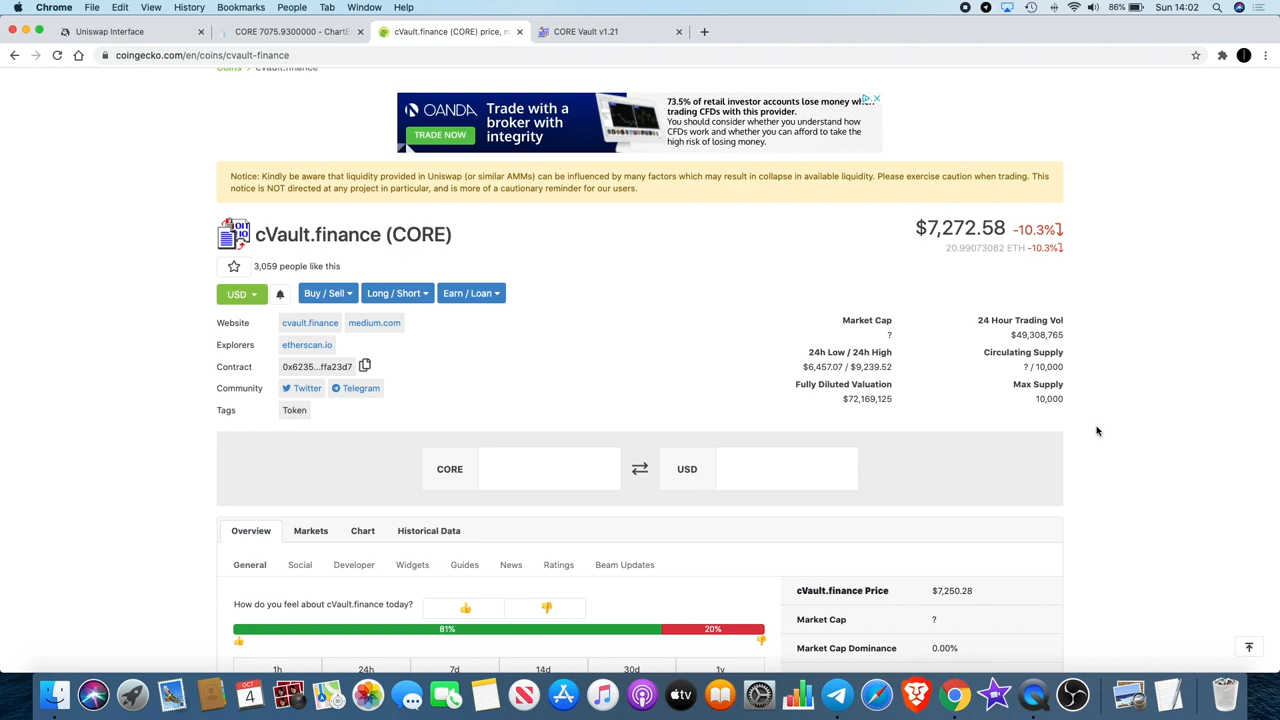 Chrome File Edit View History Bookmarks People Tab Window Help 86% Sun 14:02
Uniswap Interface CORE 7075.9300000 - ChartE cVault.finance (CORE) price, m CORE Vault v1.21
coingecko.com/en/coins/cvault-finance
Coins > cVault.finance
OANDA Trade with a broker with integrity
TRADE NOW
73.5% of retail investor accounts lose money wh
trading CFDs with this provider.
You should consider whether you understand how
CFDs work and whether you can afford to take the
high risk of losing money.
Notice: Kindly be aware that liquidity provided in Uniswap (or similar AMMs) can be influenced by many factors which may result in collapse in available liquidity. Please exercise caution when trading. This
notice is NOT directed at any project in particular, and is more of a cautionary reminder for our users.
cVault.finance (CORE) $7,272.58 -10.3%
20.99073082 ETH -10.3%
3,059 people like this
USD Buy / Sell Long / Short Earn / Loan
Website cvault.finance medium.com
Explorers etherscan.io
Contract 0x6235...ffa23d7
Community Twitter Telegram
Tags Token
Market Cap 24 Hour Trading Vol
? $49,308,765
24h Low / 24h High Circulating Supply
$6,457.07 / $9,239.52 ? / 10,000
Fully Diluted Valuation Max Supply
$72,169,125 10,000
CORE USD
Overview Markets Chart Historical Data
General Social Developer Widgets Guides News Ratings Beam Updates
How do you feel about cVault.finance today?
81% 20%
1h 24h 7d 14d 30d 1y
cVault.finance Price $7,250.28
Market Cap ?
Market Cap Dominance 0.00%
OCT
4
tv